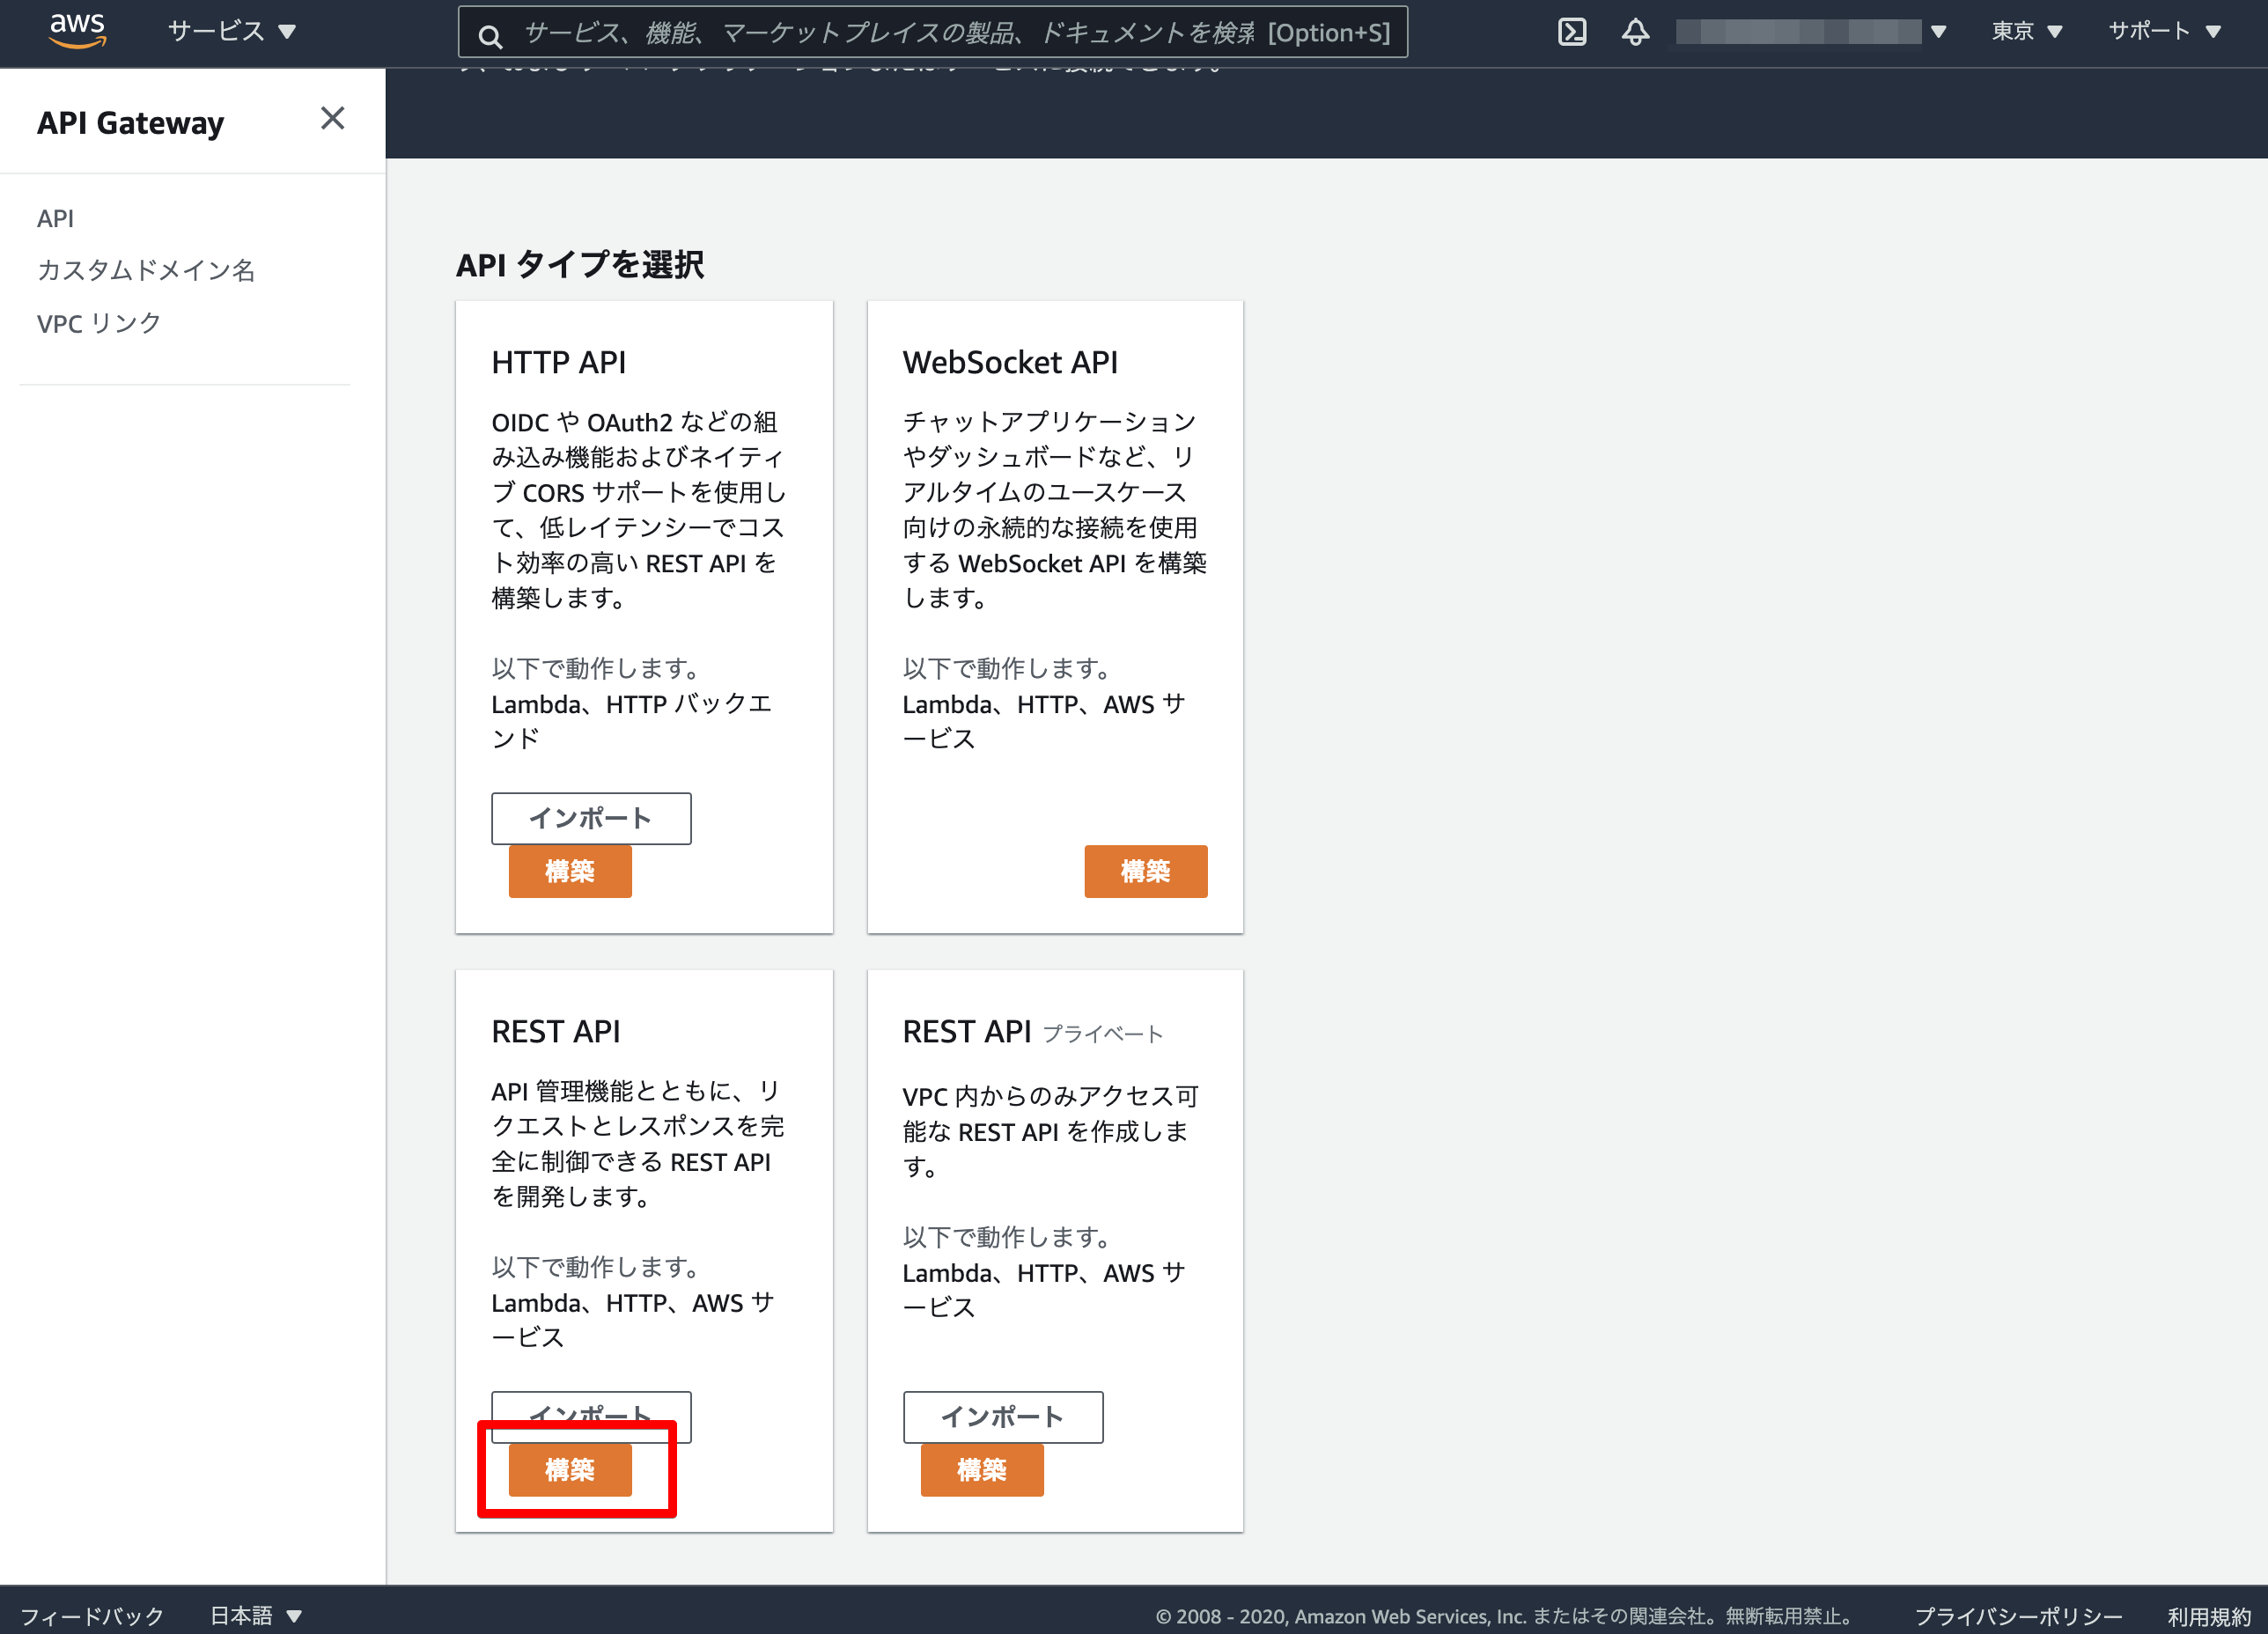 aws サービス サービス、機能、マーケットプレイスの製品、ドキュメントを検索 [Option+S] 東京 サポート
API Gateway
API
カスタムドメイン名
VPC リンク
API タイプを選択
HTTP API
OIDC や OAuth2 などの組
み込み機能およびネイティ
ブ CORS サポートを使用し
て、低レイテンシーでコス
ト効率の高い REST API を
構築します。
以下で動作します。
Lambda、HTTP バックエ
ンド
インポート
構築
WebSocket API
チャットアプリケーション
やダッシュボードなど、リ
アルタイムのユースケース
向けの永続的な接続を使用
する WebSocket API を構築
します。
以下で動作します。
Lambda、HTTP、AWS サ
ービス
構築
REST API
API 管理機能とともに、リ
クエストとレスポンスを完
全に制御できる REST API
を開発します。
以下で動作します。
Lambda、HTTP、AWS サ
ービス
インポート
構築
REST API プライベート
VPC 内からのみアクセス可
能な REST API を作成しま
す。
以下で動作します。
Lambda、HTTP、AWS サ
ービス
インポート
構築
フィードバック 日本語 © 2008 - 2020, Amazon Web Services, Inc. またはその関連会社。無断転用禁止。 プライバシーポリシー 利用規約